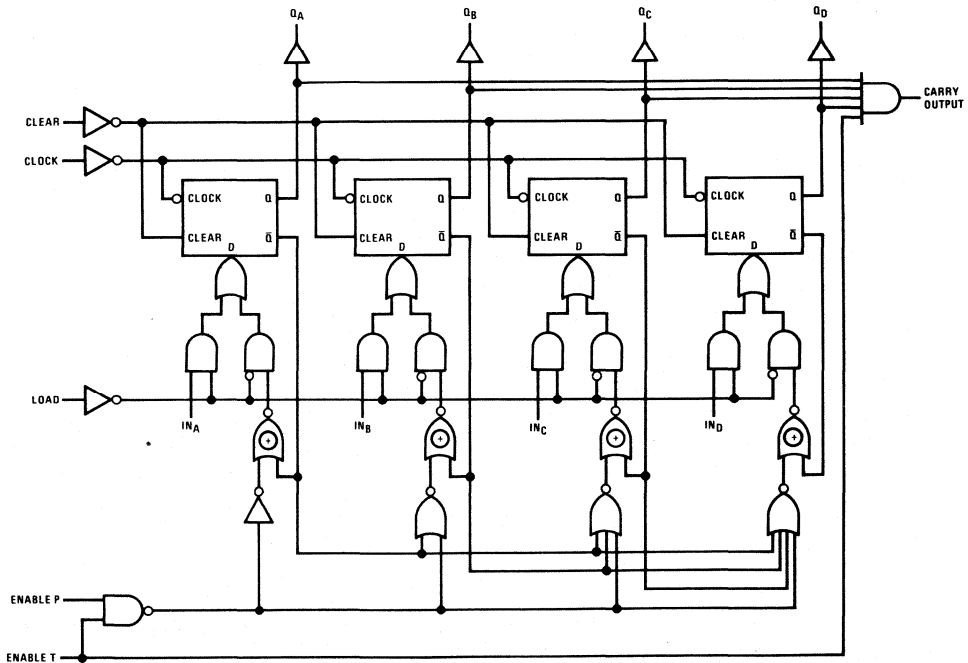 QA QB QC QD
CARRY
OUTPUT
CLEAR
CLOCK
CLOCK Q CLOCK Q CLOCK Q CLOCK Q
CLEAR Q̅ CLEAR Q̅ CLEAR Q̅ CLEAR Q̅
D D D D
LOAD
INA INB INC IND
+ + + +
ENABLE P
ENABLE T